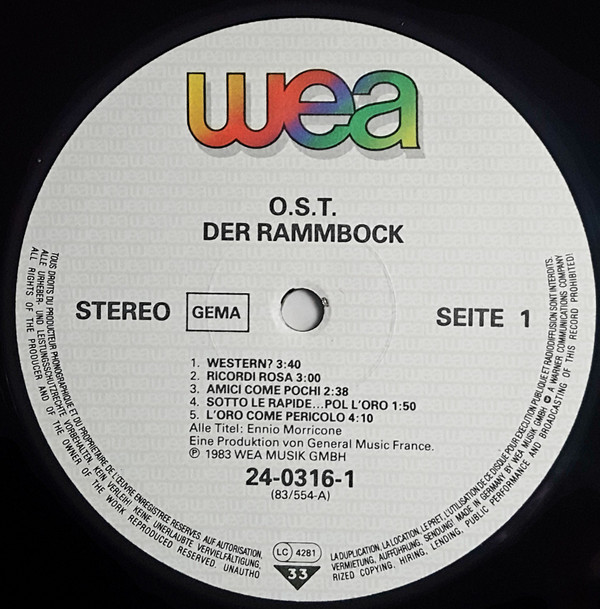 wea
O.S.T.
DER RAMMBOCK
STEREO GEMA SEITE 1
1. WESTERN? 3:40
2. RICORDI ROSA 3:00
3. AMICI COME POCHI 2:38
4. SOTTO LE RAPIDE...POL L'ORO 1:50
5. L'ORO COME PERICOLO 4:10
Alle Titel: Ennio Morricone
Eine Produktion von General Music France.
℗ 1983 WEA MUSIK GMBH
24-0316-1
(83/554-A)
LC 4281
33
TOUS DROITS DU PRODUCTEUR PHONOGRAPHIQUE ET DU PROPRIETAIRE DE L'ŒUVRE ENREGISTREE RESERVES. AUF AUTORISATION, LA DUPLICATION, LA LOCATION, LE PRET, L'UTILISATION DE CE DISQUE POUR EXECUTION PUBLIQUE ET RADIODIFFUSION SONT INTERDITS.
ALLE URHEBER- UND LEISTUNGSSCHUTZRECHTE VORBEHALTEN. KEIN VERLEIH! KEINE UNERLAUBTE VERVIELFÄLTIGUNG, VERMIETUNG, AUFFÜHRUNG, SENDUNG! MADE IN GERMANY BY WEA MUSIK GMBH A WARNER COMMUNICATIONS COMPANY
ALL RIGHTS OF THE PRODUCER AND OF THE OWNER OF THE WORK REPRODUCED RESERVED. UNAUTHORIZED COPYING, HIRING, LENDING, PUBLIC PERFORMANCE AND BROADCASTING OF THIS RECORD PROHIBITED!